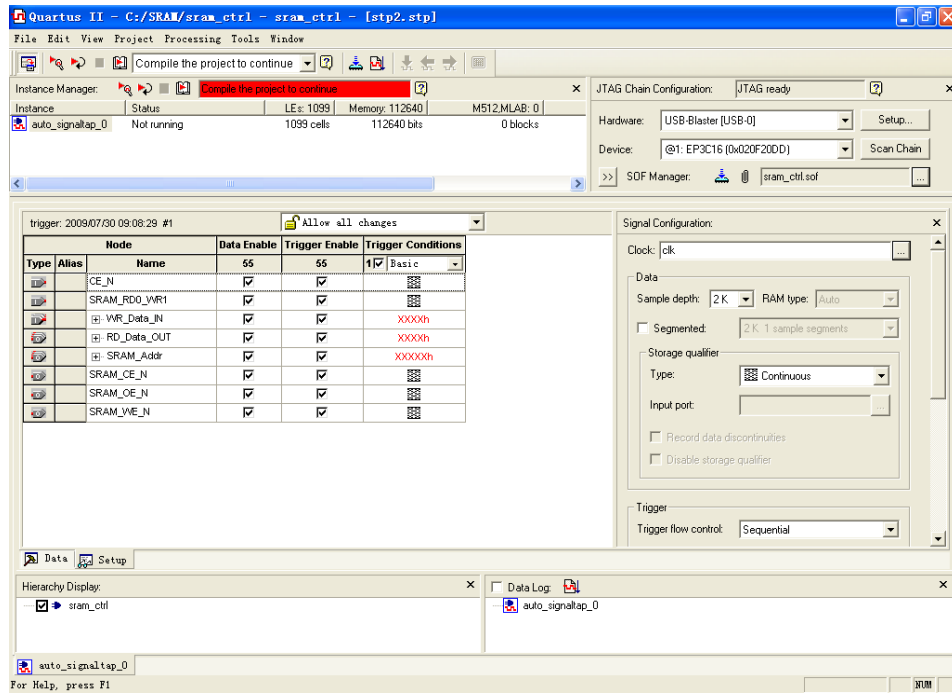 Quartus II - C:/SRAM/sram_ctrl - sram_ctrl - [stp2.stp]
File Edit View Project Processing Tools Window
Compile the project to continue
Instance Manager: Compile the project to continue
Instance Status LEs: 1099 Memory: 112640 M512,MLAB: 0
auto_signaltap_0 Not running 1099 cells 112640 bits 0 blocks
JTAG Chain Configuration: JTAG ready
Hardware: USB-Blaster [USB-0] Setup...
Device: @1: EP3C16 (0x020F20DD) Scan Chain
>> SOF Manager: sram_ctrl.sof ...
trigger: 2009/07/30 09:08:29 #1 Allow all changes
Node Data Enable Trigger Enable Trigger Conditions
Type Alias Name 55 55 1 Basic
CE_N
SRAM_RD0_WR1
WR_Data_IN XXXXh
RD_Data_OUT XXXXh
SRAM_Addr XXXXXh
SRAM_CE_N
SRAM_OE_N
SRAM_WE_N
Signal Configuration:
Clock: clk ...
Data
Sample depth: 2 K RAM type: Auto
Segmented: 2 K 1 sample segments
Storage qualifier
Type: Continuous
Input port: ...
Record data discontinuities
Disable storage qualifier
Trigger
Trigger flow control: Sequential
Data Setup
Hierarchy Display:
sram_ctrl
Data Log:
auto_signaltap_0
auto_signaltap_0
For Help, press F1 NUM